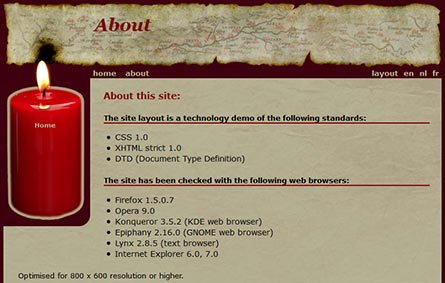 About
home about layout en nl fr
Home
About this site:
The site layout is a technology demo of the following standards:
CSS 1.0
XHTML strict 1.0
DTD (Document Type Definition)
The site has been checked with the following web browsers:
Firefox 1.5.0.7
Opera 9.0
Konqueror 3.5.2 (KDE web browser)
Epiphany 2.16.0 (GNOME web browser)
Lynx 2.8.5 (text browser)
Internet Explorer 6.0, 7.0
Optimised for 800 x 600 resolution or higher.